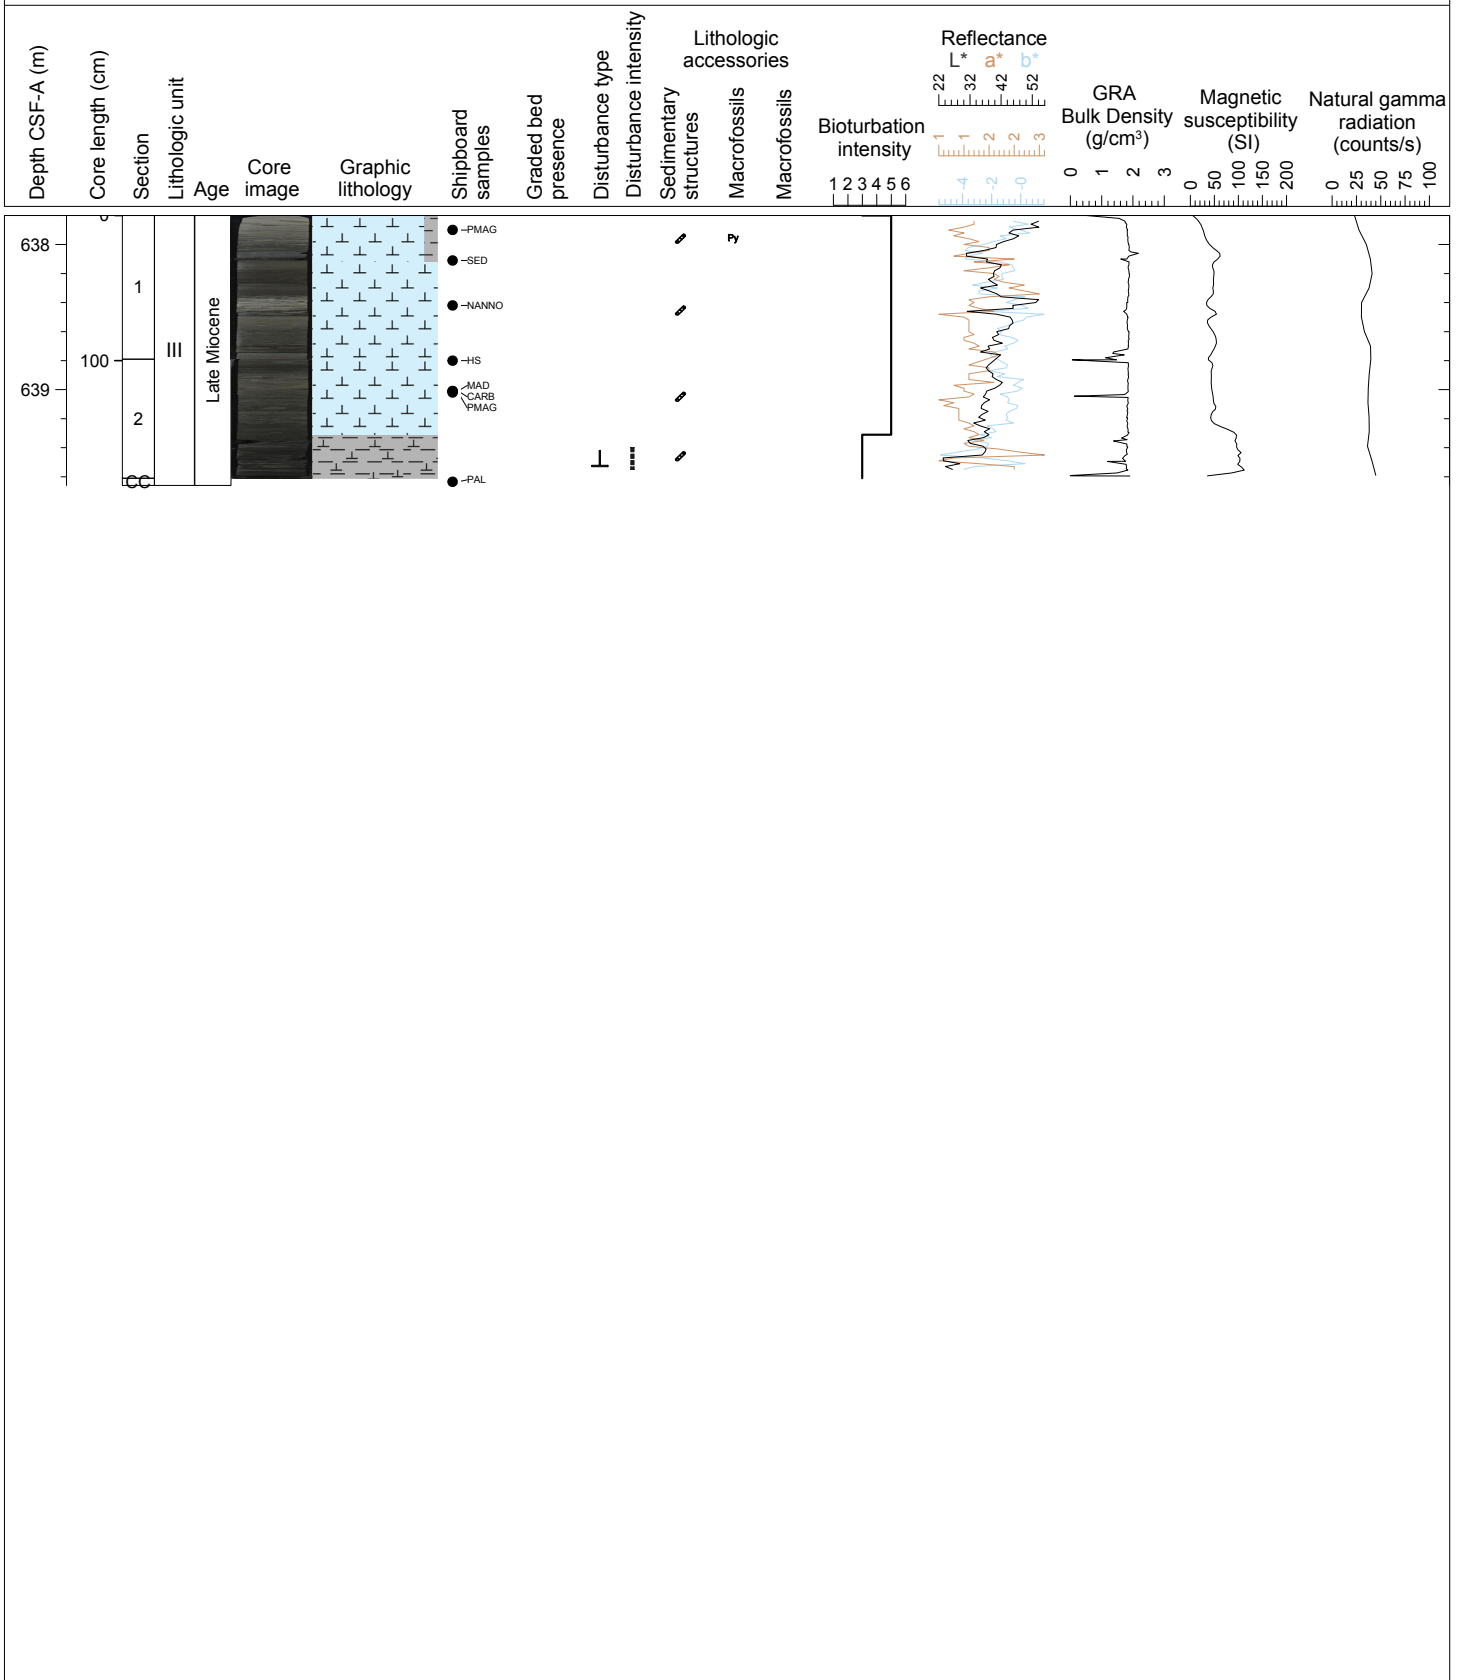 Depth CSF-A (m)
Core length (cm)
Section
Lithologic unit
Age
Core
image
Graphic
lithology
Shipboard
samples
Graded bed
presence
Disturbance type
Disturbance intensity
Lithologic
accessories
Sedimentary
structures
Macrofossils
Macrofossils
Bioturbation
intensity
1 2 3 4 5 6
Reflectance
L* a* b*
22 32 42 52
1 1 2 2 3
-4 -2 -0
GRA
Bulk Density
(g/cm³)
0 1 2 3
Magnetic
susceptibility
(SI)
0 50 100 150 200
Natural gamma
radiation
(counts/s)
0 25 50 75 100
0
638
PMAG
Py
SED
1
NANNO
III
Late Miocene
100
HS
639
MAD
CARB
PMAG
2
CC
PAL